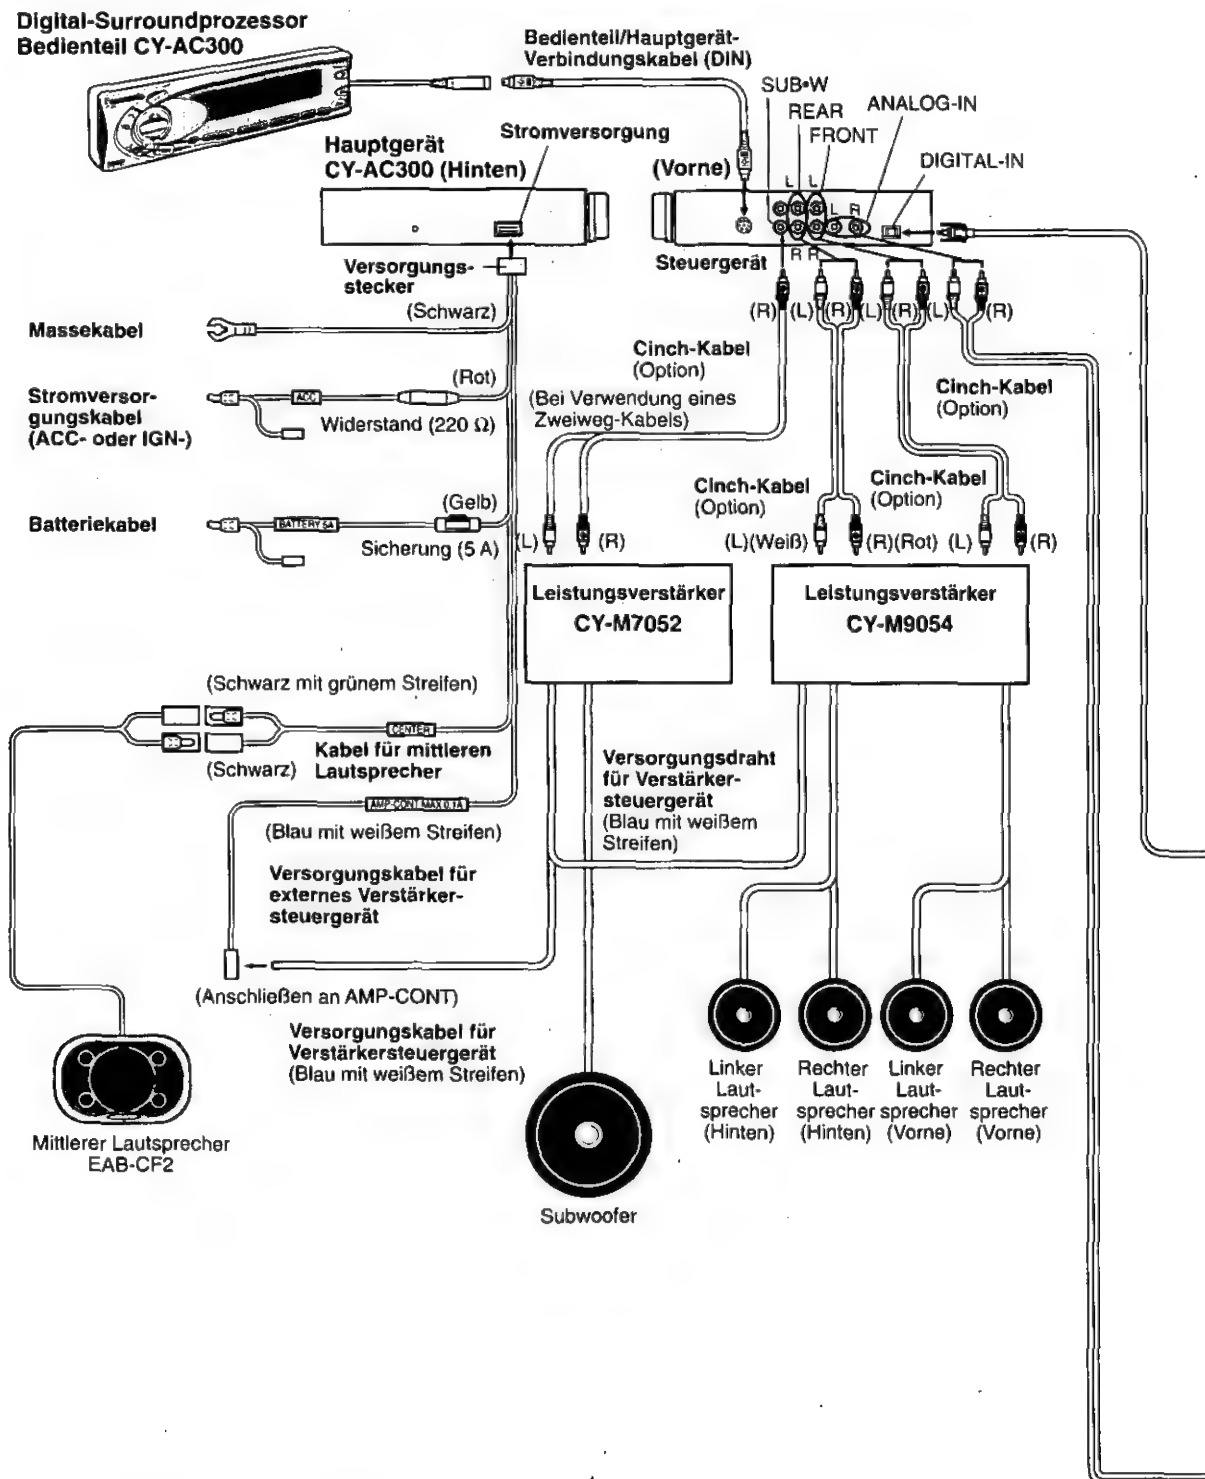 Digital-Surroundprozessor
Bedienteil CY-AC300
Bedienteil/Hauptgerät-
Verbindungskabel (DIN)
SUB•W
REAR
FRONT
ANALOG-IN
DIGITAL-IN
Stromversorgung
Hauptgerät
CY-AC300 (Hinten)
(Vorne)
L
L
L
R
R
R
Steuergerät
Versorgungs-
stecker
(Schwarz)
Massekabel
(R)
(L)
(R)
(L)
(R)
(L)
(R)
Cinch-Kabel
(Option)
(Rot)
Stromversor-
gungskabel
(ACC- oder IGN-)
ACC
Widerstand (220 Ω)
(Bei Verwendung eines
Zweiweg-Kabels)
Cinch-Kabel
(Option)
Cinch-Kabel
(Option)
Cinch-Kabel
(Option)
(Gelb)
Batteriekabel
BATTERY 5A
Sicherung (5 A)
(L)
(R)
(L)(Weiß)
(R)(Rot)
(L)
(R)
Leistungsverstärker
CY-M7052
Leistungsverstärker
CY-M9054
(Schwarz mit grünem Streifen)
CENTER
(Schwarz)
Kabel für mittleren
Lautsprecher
Versorgungsdraht
für Verstärker-
steuergerät
(Blau mit weißem
Streifen)
AMP-CONT MAX 0.1A
(Blau mit weißem Streifen)
Versorgungskabel für
externes Verstärker-
steuergerät
(Anschließen an AMP-CONT)
Versorgungskabel für
Verstärkersteuergerät
(Blau mit weißem Streifen)
Linker
Laut-
sprecher
(Hinten)
Rechter
Laut-
sprecher
(Hinten)
Linker
Laut-
sprecher
(Vorne)
Rechter
Laut-
sprecher
(Vorne)
Mittlerer Lautsprecher
EAB-CF2
Subwoofer